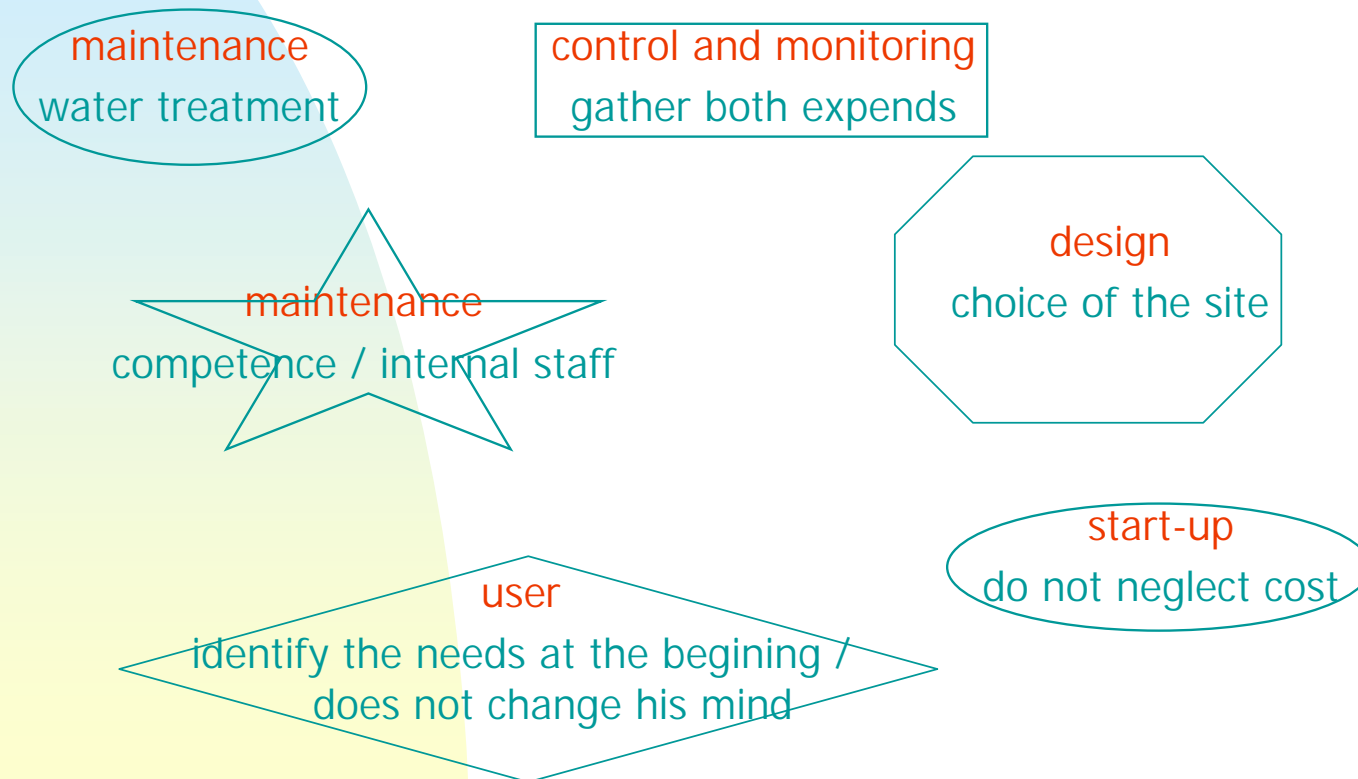 maintenance
water treatment
control and monitoring
gather both expends
design
choice of the site
maintenance
competence / internal staff
start-up
do not neglect cost
user
identify the needs at the begining /
does not change his mind